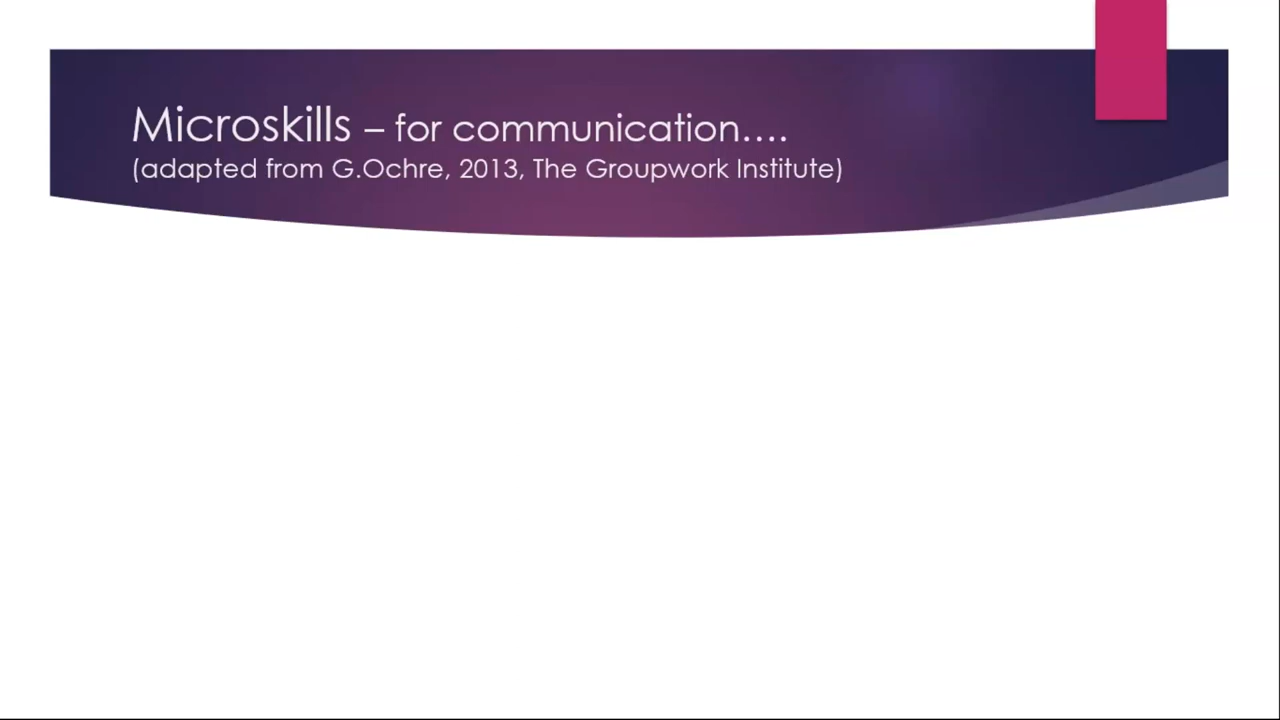 Microskills – for communication….
(adapted from G.Ochre, 2013, The Groupwork Institute)